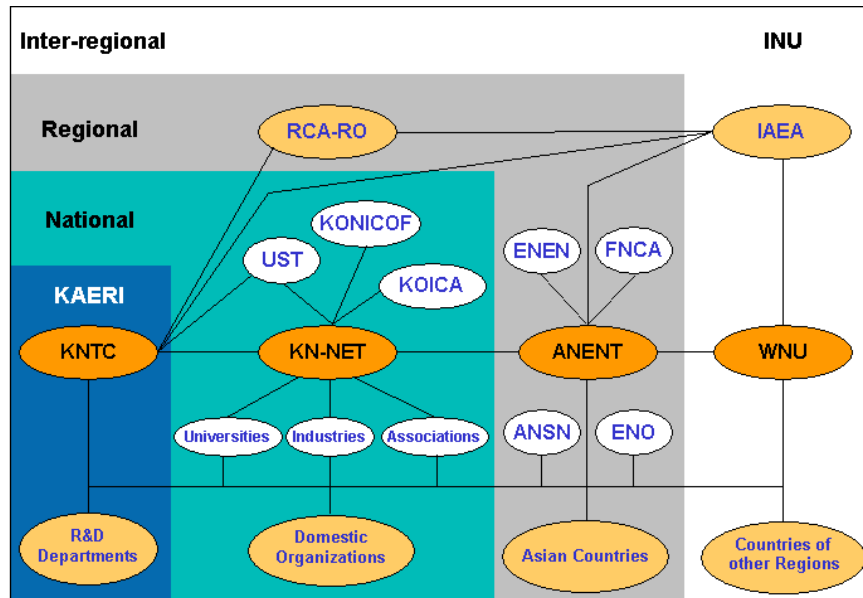 Inter-regional
INU
Regional
RCA-RO
IAEA
National
KONICOF
UST
ENEN
FNCA
KOICA
KAERI
KNTC
KN-NET
ANENT
WNU
Universities
Industries
Associations
ANSN
ENO
R&D
Departments
Domestic
Organizations
Asian Countries
Countries of
other Regions